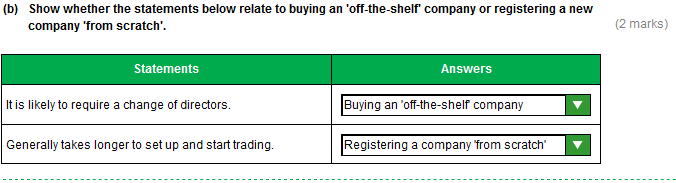 (b) Show whether the statements below relate to buying an 'off-the-shelf' company or registering a new
company 'from scratch'.
(2 marks)
Statements
Answers
It is likely to require a change of directors.
Buying an 'off-the-shelf' company
Generally takes longer to set up and start trading.
Registering a company 'from scratch'